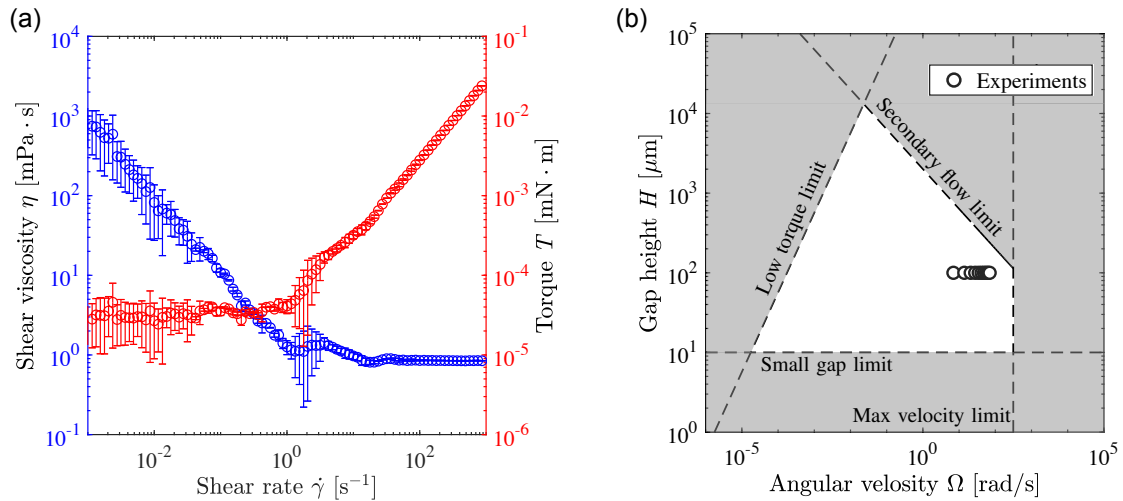 (a)
10^4
10^3
10^2
10^1
10^0
10^-1
Shear viscosity η [mPa · s]
10^-2
10^0
10^2
Shear rate γ̇ [s^-1]
10^-1
10^-2
10^-3
10^-4
10^-5
10^-6
Torque T [mN · m]
(b)
10^5
10^4
10^3
10^2
10^1
10^0
Gap height H [μm]
Experiments
Secondary flow limit
Low torque limit
Small gap limit
Max velocity limit
10^-5
10^0
10^5
Angular velosity Ω [rad/s]